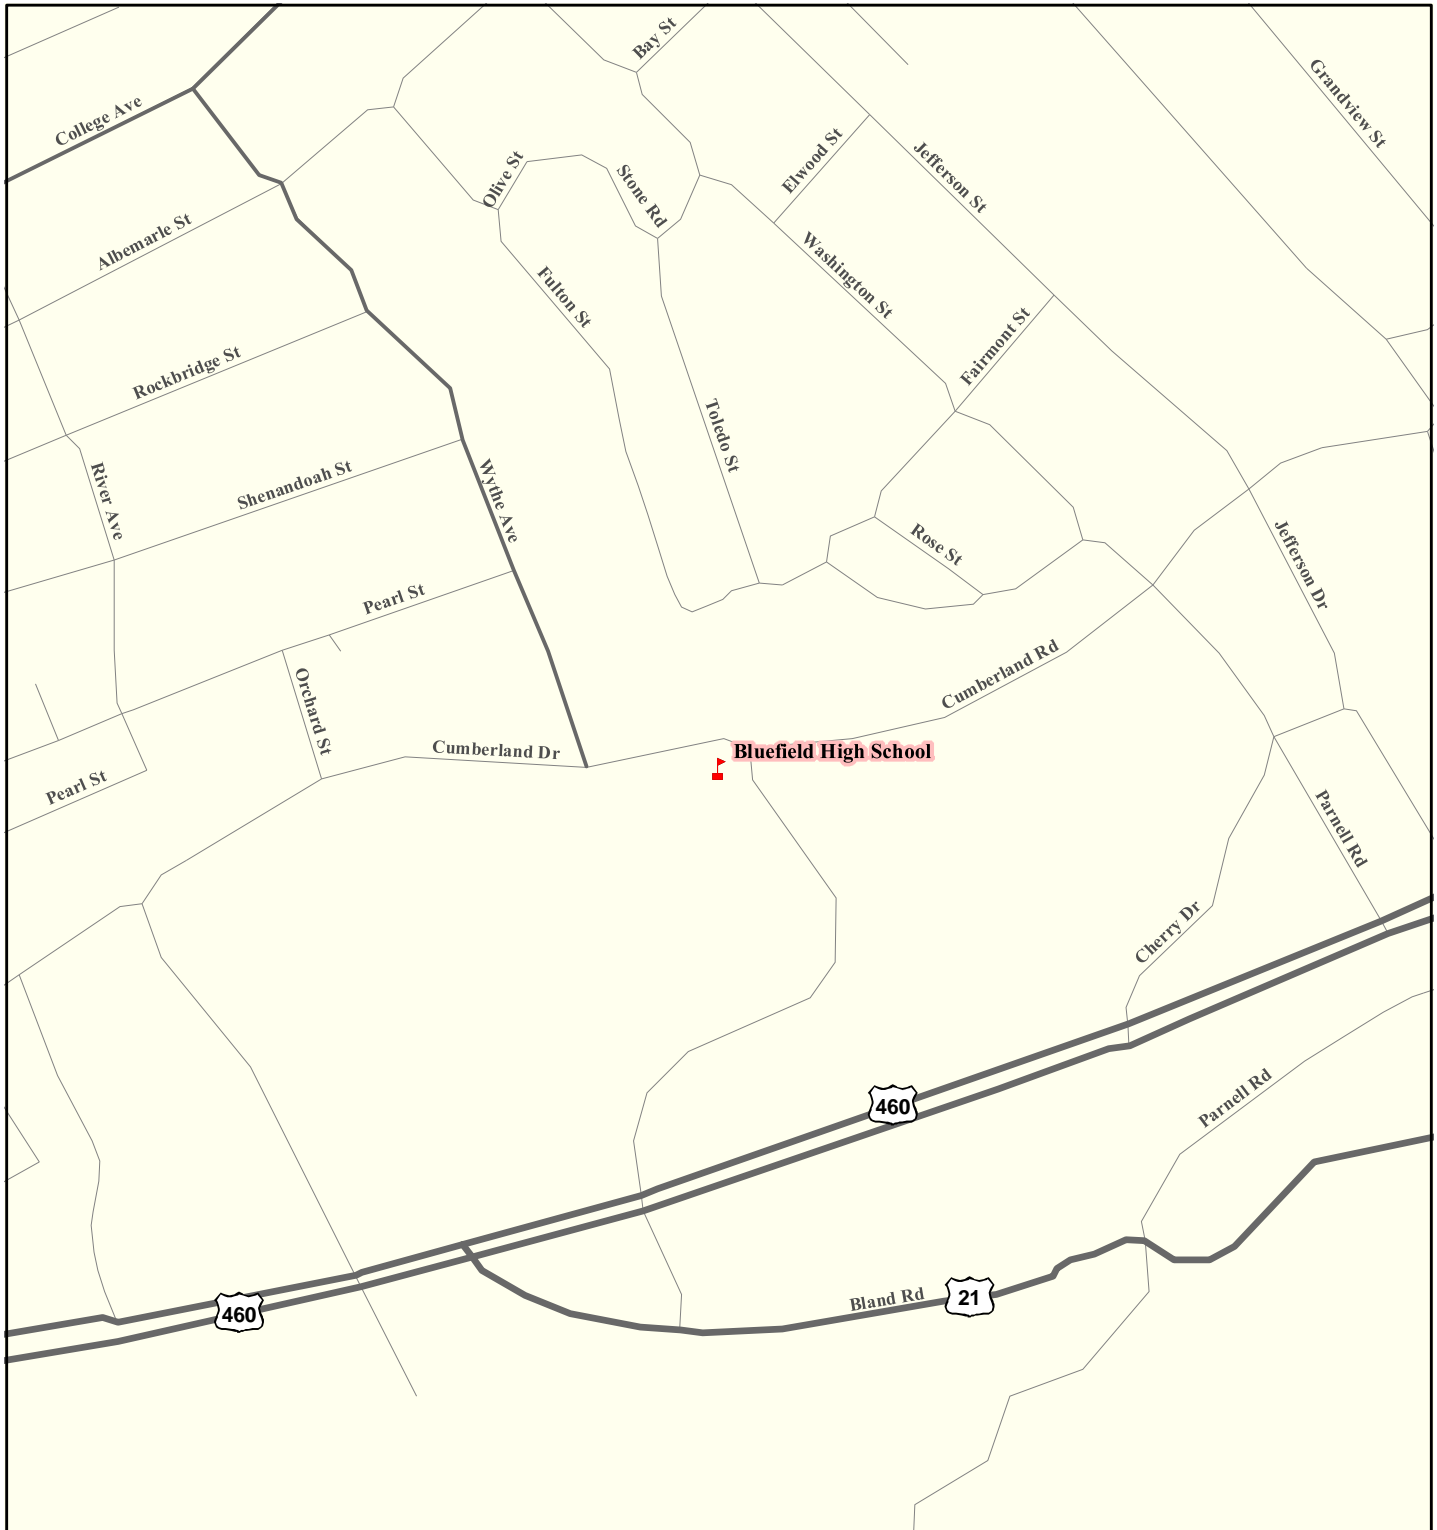 Bay St
Grandview St
College Ave
Elwood St
Jefferson St
Olive St
Stone Rd
Albemarle St
Washington St
Fulton St
Fairmont St
Rockbridge St
Toledo St
River Ave
Shenandoah St
Wythe Ave
Rose St
Jefferson Dr
Pearl St
Orchard St
Cumberland Rd
Cumberland Dr
Bluefield High School
Pearl St
Parnell Rd
Cherry Dr
460
Parnell Rd
Bland Rd
21
460